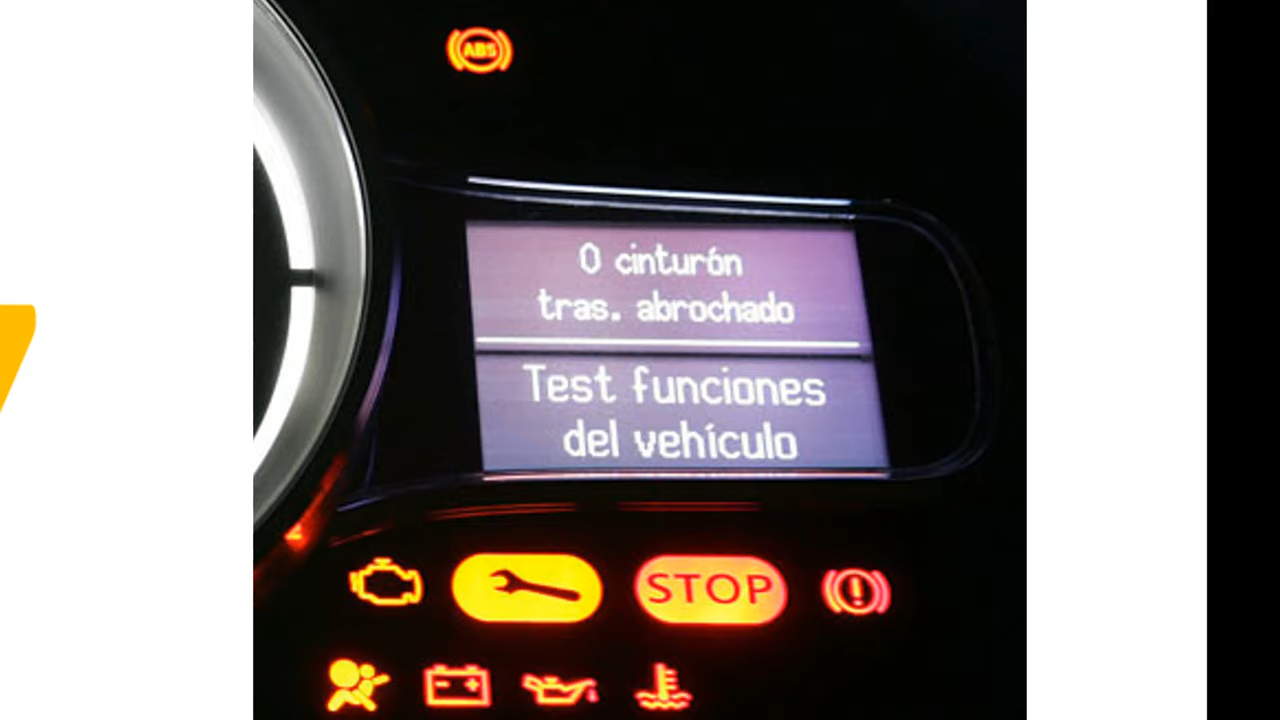 ABS
0 cinturón
tras. abrochado
Test funciones
del vehículo
STOP